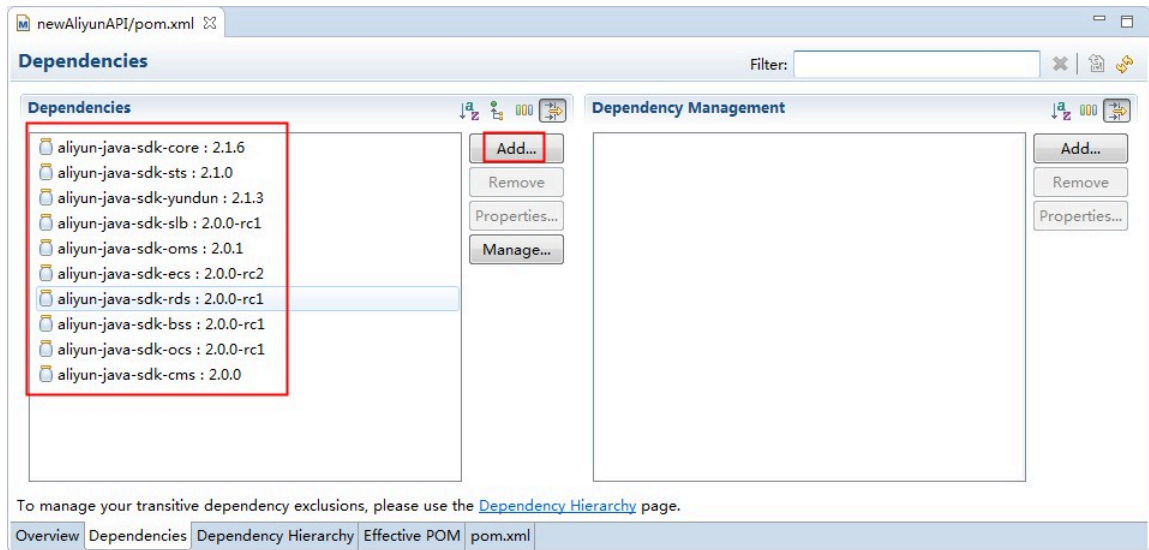 newAliyunAPI/pom.xml
Dependencies
Filter:
Dependencies
Dependency Management
aliyun-java-sdk-core : 2.1.6
aliyun-java-sdk-sts : 2.1.0
aliyun-java-sdk-yundun : 2.1.3
aliyun-java-sdk-slb : 2.0.0-rc1
aliyun-java-sdk-oms : 2.0.1
aliyun-java-sdk-ecs : 2.0.0-rc2
aliyun-java-sdk-rds : 2.0.0-rc1
aliyun-java-sdk-bss : 2.0.0-rc1
aliyun-java-sdk-ocs : 2.0.0-rc1
aliyun-java-sdk-cms : 2.0.0
Add...
Remove
Properties...
Manage...
Add...
Remove
Properties...
To manage your transitive dependency exclusions, please use the Dependency Hierarchy page.
Overview Dependencies Dependency Hierarchy Effective POM pom.xml